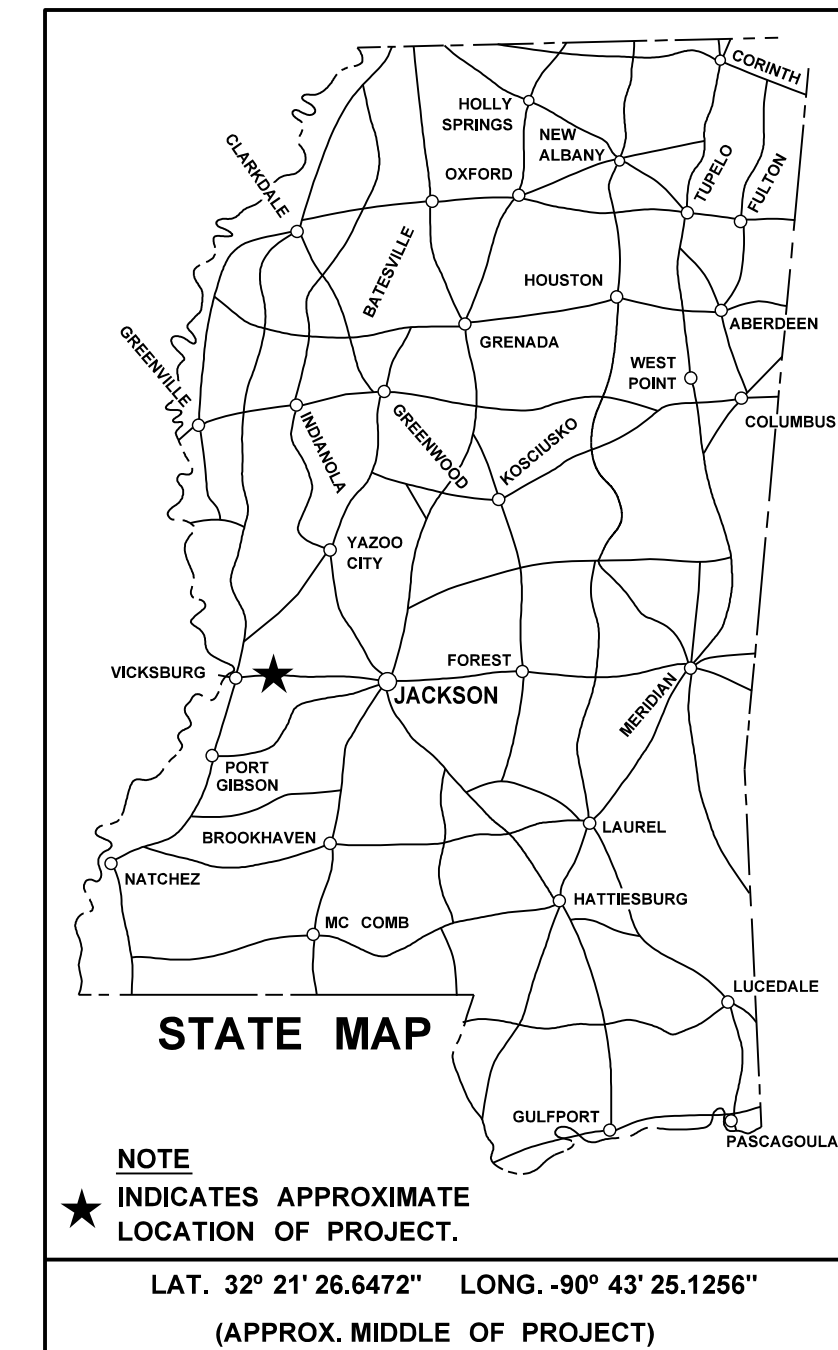 CORINTH
HOLLY
SPRINGS
NEW
ALBANY
CLARKDALE
OXFORD
TUPELO
FULTON
BATESVILLE
HOUSTON
GREENVILLE
GRENADA
ABERDEEN
WEST
POINT
INDIANOLA
GREENWOOD
KOSCIUSKO
COLUMBUS
YAZOO
CITY
VICKSBURG
FOREST
JACKSON
MERIDIAN
PORT
GIBSON
BROOKHAVEN
LAUREL
NATCHEZ
HATTIESBURG
MC COMB
LUCEDALE
STATE MAP
GULFPORT
PASCAGOULA
NOTE
INDICATES APPROXIMATE
LOCATION OF PROJECT.
LAT. 32° 21' 26.6472" LONG. -90° 43' 25.1256"
(APPROX. MIDDLE OF PROJECT)